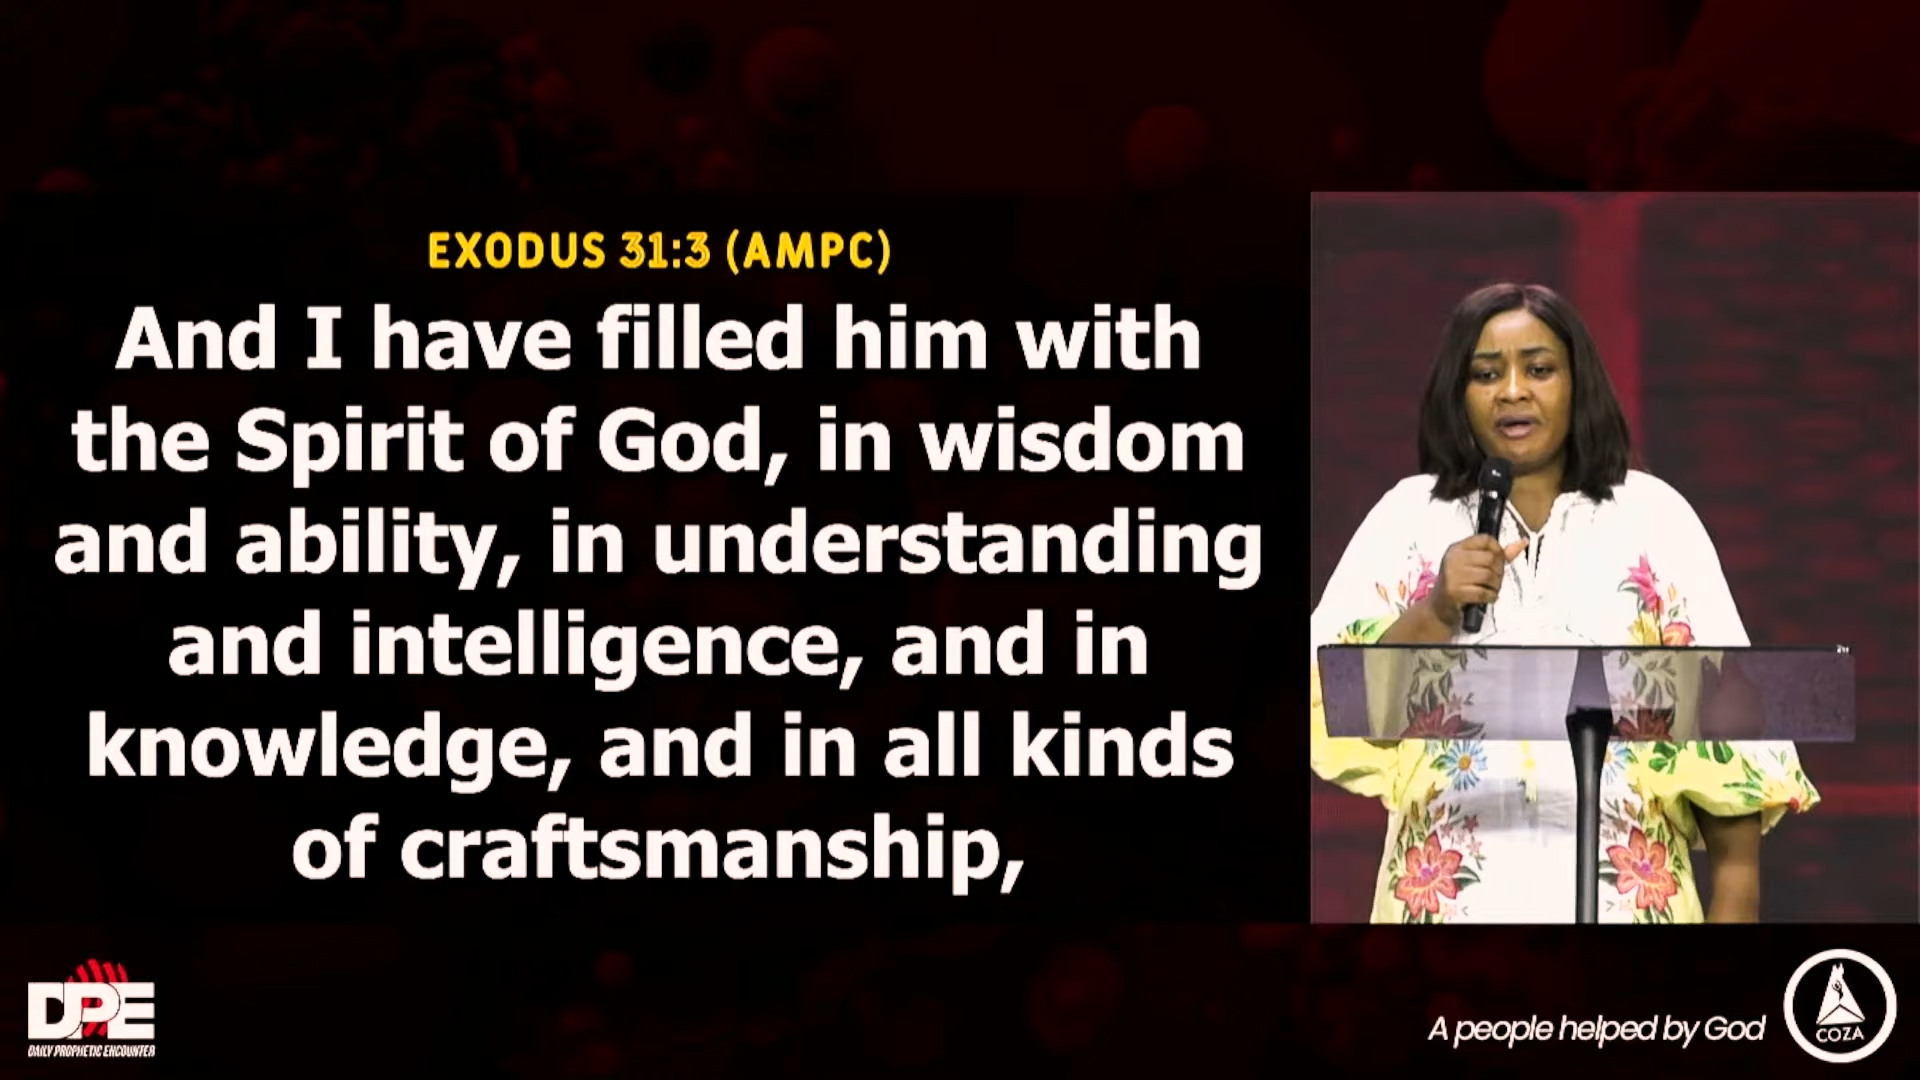 EXODUS 31:3 (AMPC)
And I have filled him with
the Spirit of God, in wisdom
and ability, in understanding
and intelligence, and in
knowledge, and in all kinds
of craftsmanship,
DPE
DAILY PROPHETIC ENCOUNTER
A people helped by God
COZA